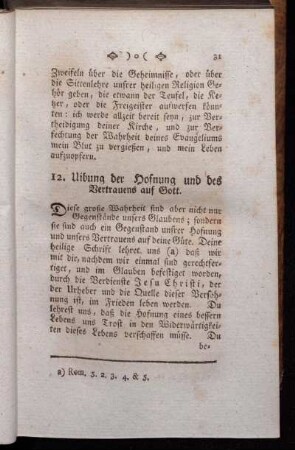 ❖ ) o ( ❖ 31
Zweifeln über die Geheimnisse, oder über
die Sittenlehre unsrer heiligen Religion Ge-
hör geben, die etwann der Teufel, die Ke-
tzer, oder die Freigeister aufwerfen könn-
ten: ich werde allzeit bereit seyn, zur Ver-
theidigung deiner Kirche, und zur Ver-
fechtung der Wahrheit deines Evangeliums
mein Blut zu vergießen, und mein Leben
aufzuopfern.
12. Uibung der Hofnung und des
Vertrauens auf Gott.
Diese große Wahrheit sind aber nicht nur
Gegenstände unsers Glaubens; sondern
sie sind auch ein Gegenstand unsrer Hofnung
und unsers Vertrauens auf deine Güte. Deine
heilige Schrift lehret uns (a) daß wir
mit dir, nachdem wir einmal sind gerechtfer-
tiget, und im Glauben befestiget worden,
durch die Verdienste Jesu Christi, der
der Urheber und die Quelle dieser Versöh-
nung ist, im Frieden leben werden. Du
lehrest uns, daß die Hofnung eines bessern
Lebens uns Trost in den Widerwärtigkei-
ten dieses Lebens verschaffen müsse. Du
be-
a) Rom. 5. 2. 3. 4. & 5.